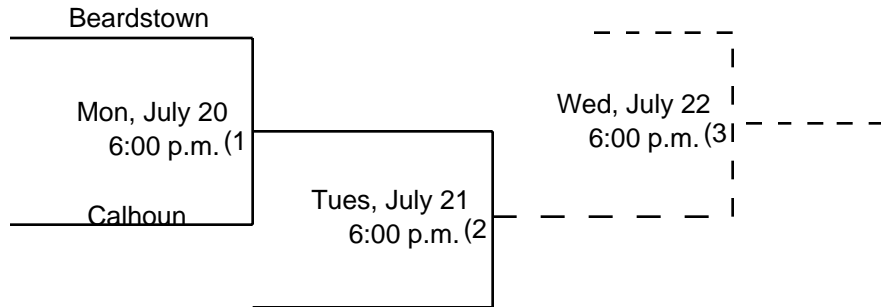 Beardstown
Mon, July 20
6:00 p.m. (1
Calhoun
Tues, July 21
6:00 p.m. (2
Wed, July 22
6:00 p.m. (3